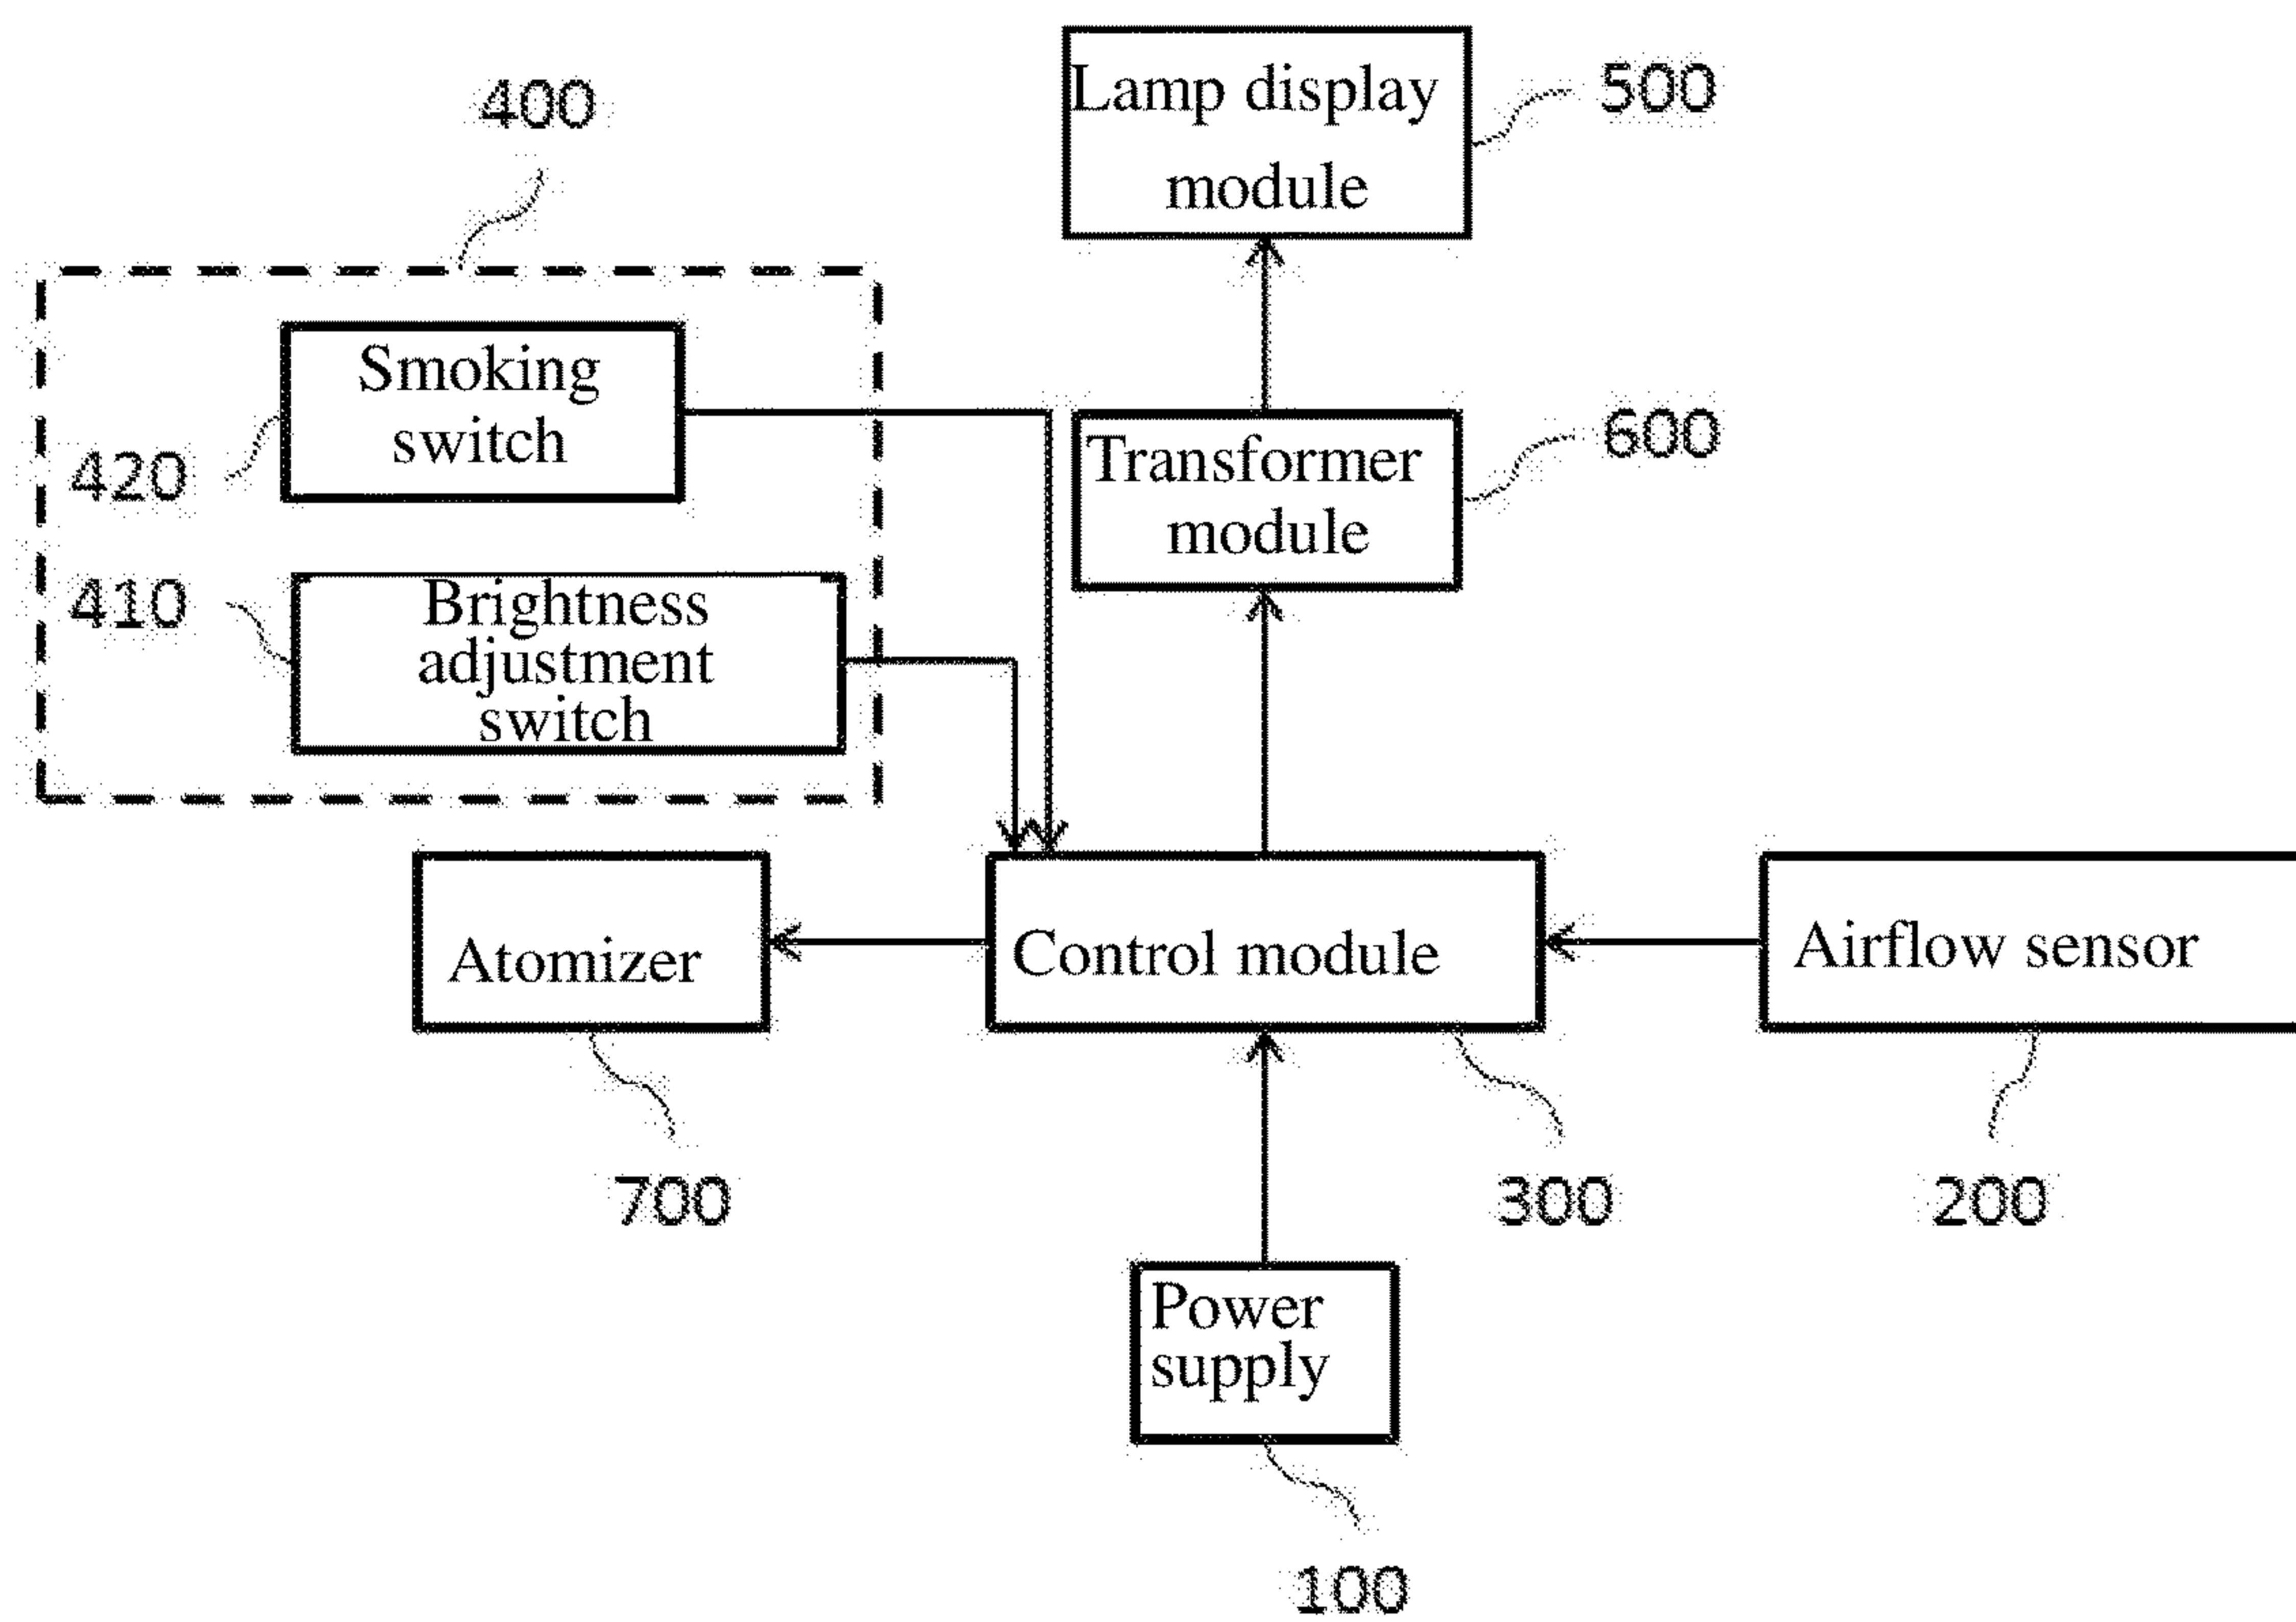 Lamp display
module
500
400
Smoking
switch
420
Transformer
module
600
410
Brightness
adjustment
switch
Atomizer
Control module
Airflow sensor
700
300
200
Power
supply
100